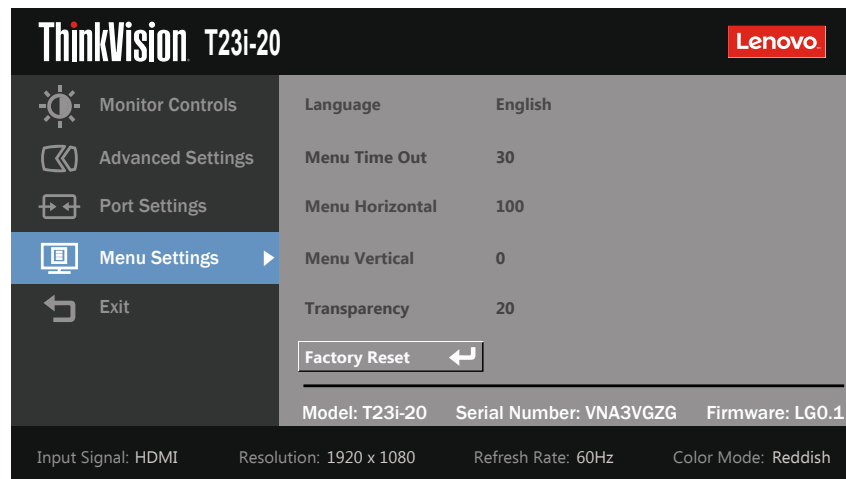 ThinkVision T23i-20
Lenovo.
Monitor Controls
Advanced Settings
Port Settings
Menu Settings
Exit
Language English
Menu Time Out 30
Menu Horizontal 100
Menu Vertical 0
Transparency 20
Factory Reset
Model: T23i-20 Serial Number: VNA3VGZG Firmware: LG0.1
Input Signal: HDMI Resolution: 1920 x 1080 Refresh Rate: 60Hz Color Mode: Reddish